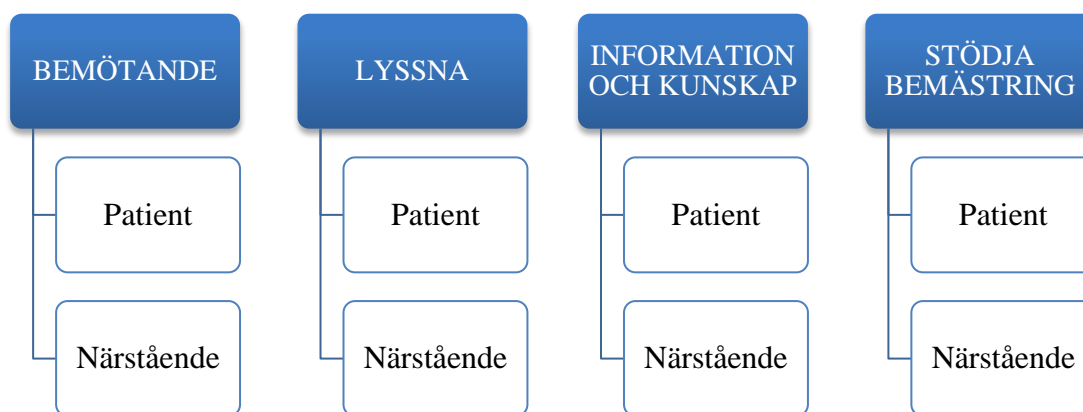 BEMÖTANDE
Patient
Närstående
LYSSNA
Patient
Närstående
INFORMATION
OCH KUNSKAP
Patient
Närstående
STÖDJA
BEMÄSTRING
Patient
Närstående